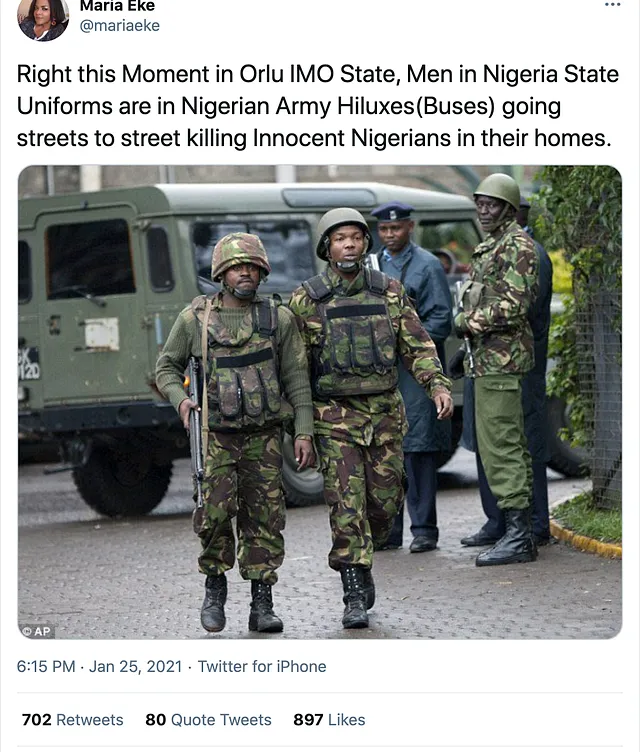 Maria Eke
@mariaeke
Right this Moment in Orlu IMO State, Men in Nigeria State
Uniforms are in Nigerian Army Hiluxes(Buses) going
streets to street killing Innocent Nigerians in their homes.
© AP
6:15 PM · Jan 25, 2021 · Twitter for iPhone
702 Retweets 80 Quote Tweets 897 Likes